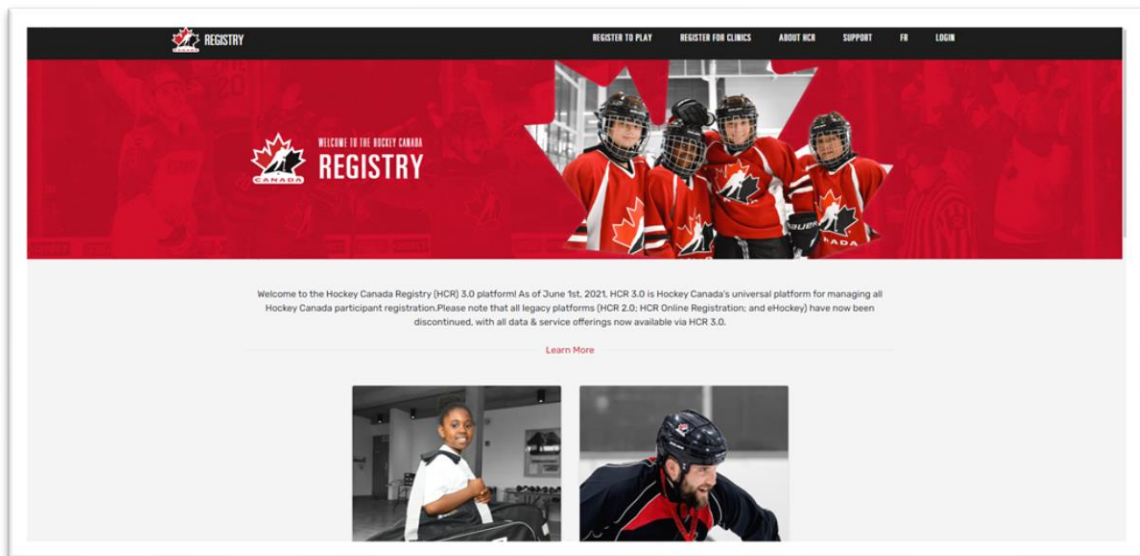 REGISTRY
REGISTER TO PLAY
REGISTER FOR CLINICS
ABOUT HCR
SUPPORT
FR
LOGIN
WELCOME TO THE HOCKEY CANADA
REGISTRY
CANADA
Welcome to the Hockey Canada Registry (HCR) 3.0 platform! As of June 1st, 2021, HCR 3.0 is Hockey Canada's universal platform for managing all
Hockey Canada participant registration.Please note that all legacy platforms (HCR 2.0; HCR Online Registration; and eHockey) have now been
discontinued, with all data & service offerings now available via HCR 3.0.
Learn More